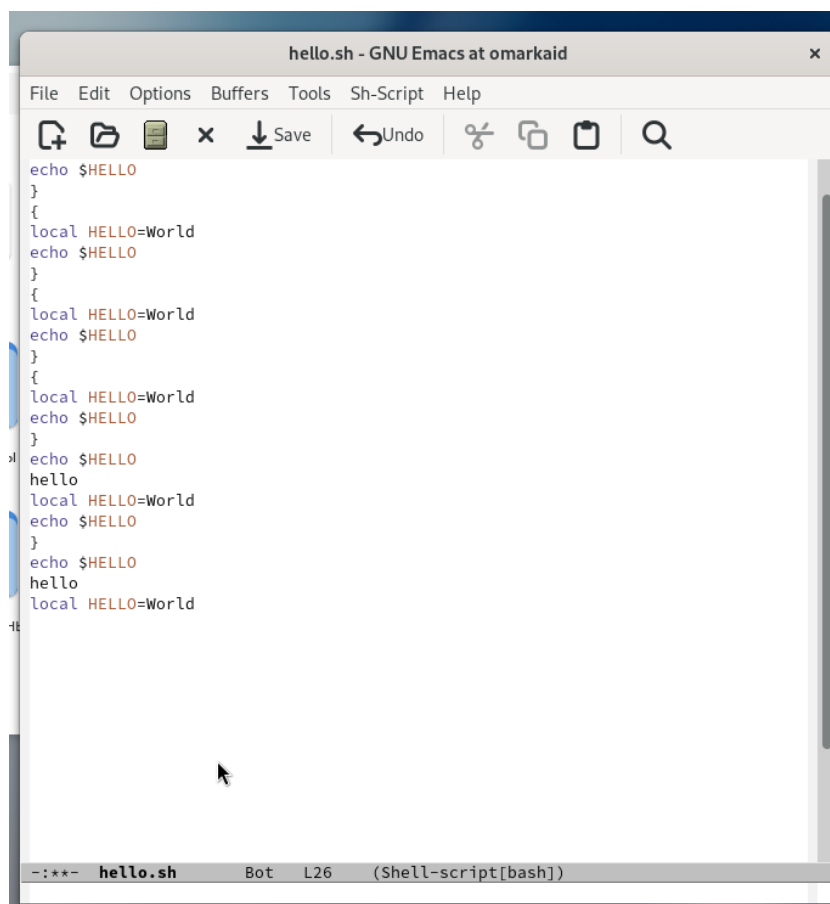 hello.sh - GNU Emacs at omarkaid
File Edit Options Buffers Tools Sh-Script Help
Save Undo
echo $HELLO
}
{
local HELLO=World
echo $HELLO
}
{
local HELLO=World
echo $HELLO
}
{
local HELLO=World
echo $HELLO
}
echo $HELLO
hello
local HELLO=World
echo $HELLO
}
echo $HELLO
hello
local HELLO=World
-:**- hello.sh Bot L26 (Shell-script[bash])